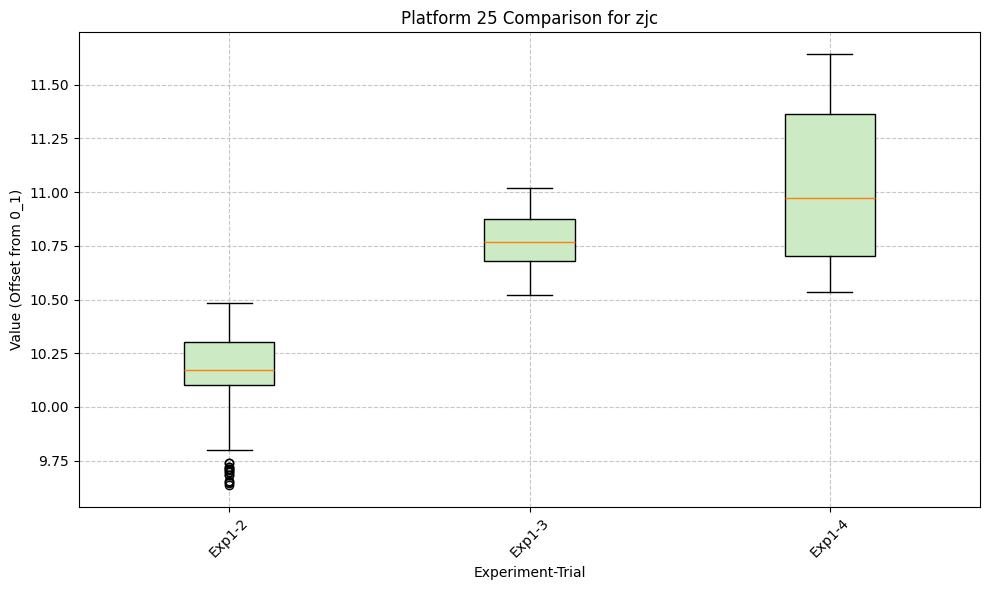 Platform 25 Comparison for zjc
Value (Offset from 0_1)
11.50
11.25
11.00
10.75
10.50
10.25
10.00
9.75
Exp1-2
Exp1-3
Exp1-4
Experiment-Trial